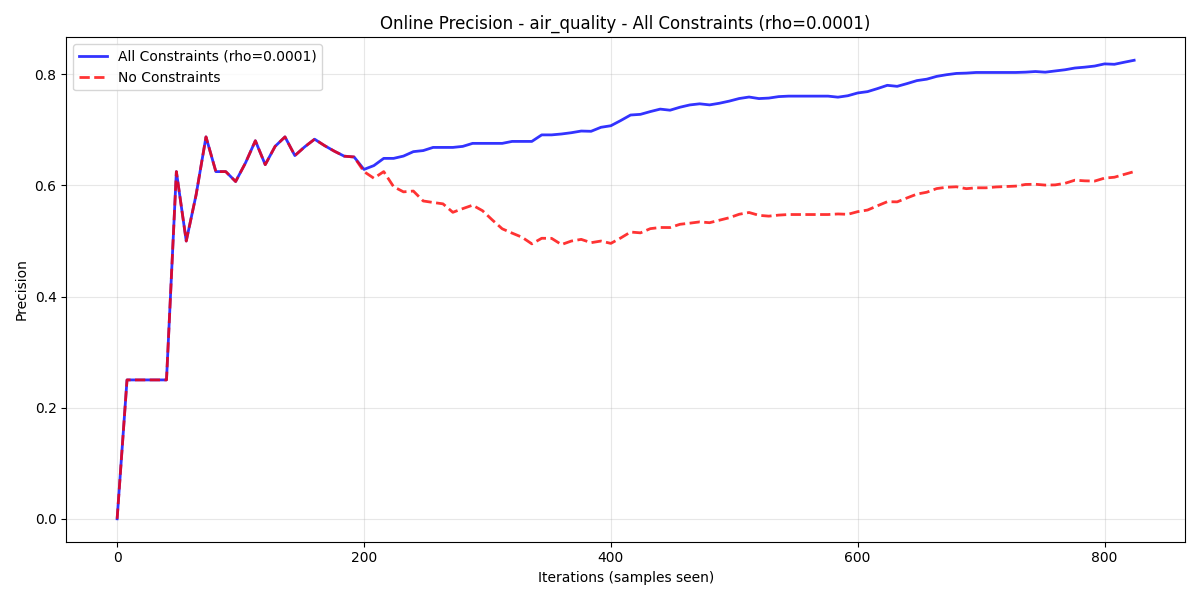 Online Precision - air_quality - All Constraints (rho=0.0001)
All Constraints (rho=0.0001)
No Constraints
Precision
0.8
0.6
0.4
0.2
0.0
0
200
400
600
800
Iterations (samples seen)